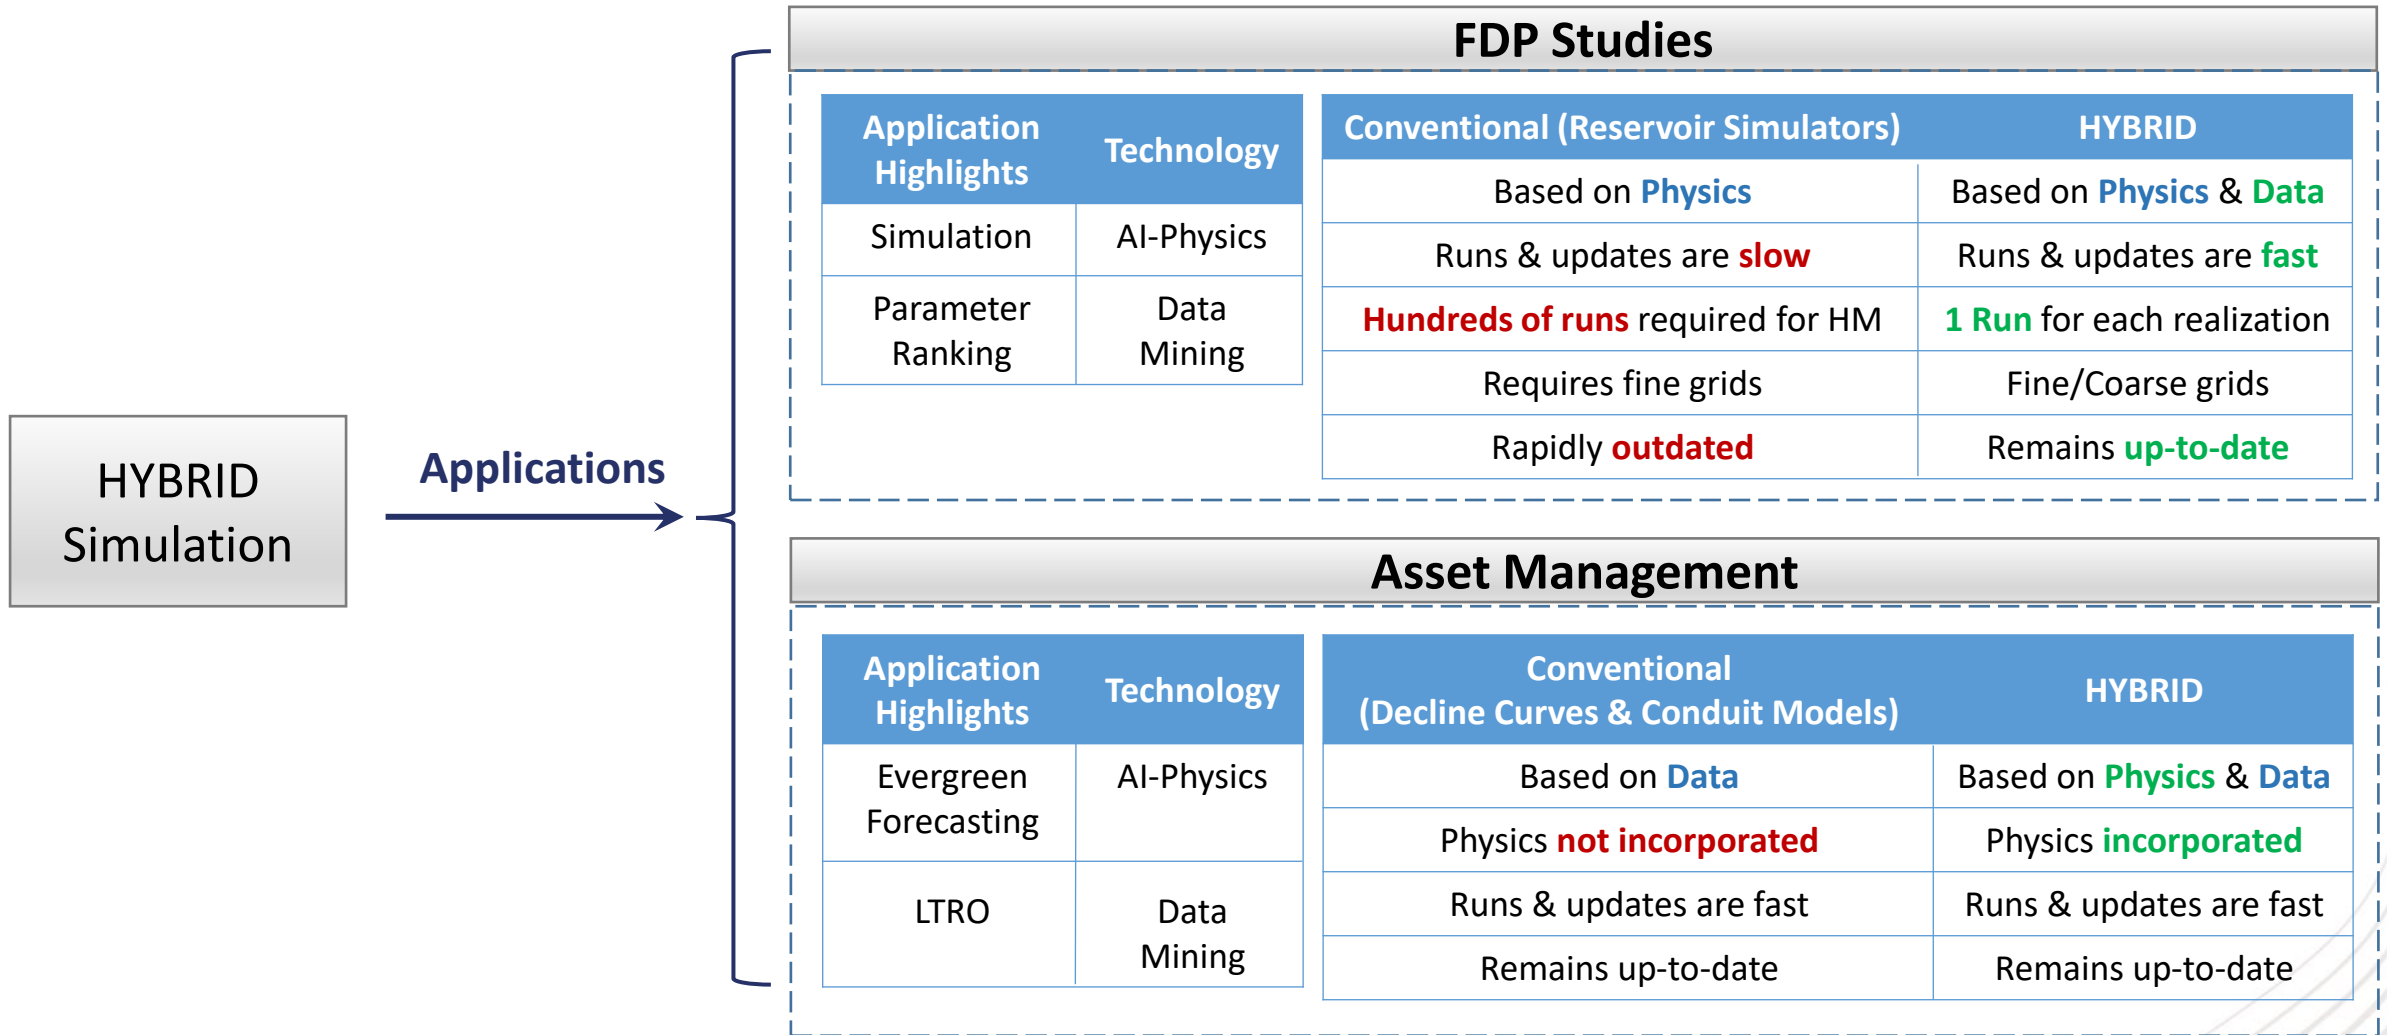 HYBRID
Simulation
Applications
FDP Studies
Application
Highlights
Technology
Simulation
AI-Physics
Parameter
Ranking
Data
Mining
Conventional (Reservoir Simulators)
HYBRID
Based on Physics
Based on Physics & Data
Runs & updates are slow
Runs & updates are fast
Hundreds of runs required for HM
1 Run for each realization
Requires fine grids
Fine/Coarse grids
Rapidly outdated
Remains up-to-date
Asset Management
Application
Highlights
Technology
Evergreen
Forecasting
AI-Physics
LTRO
Data
Mining
Conventional
(Decline Curves & Conduit Models)
HYBRID
Based on Data
Based on Physics & Data
Physics not incorporated
Physics incorporated
Runs & updates are fast
Runs & updates are fast
Remains up-to-date
Remains up-to-date